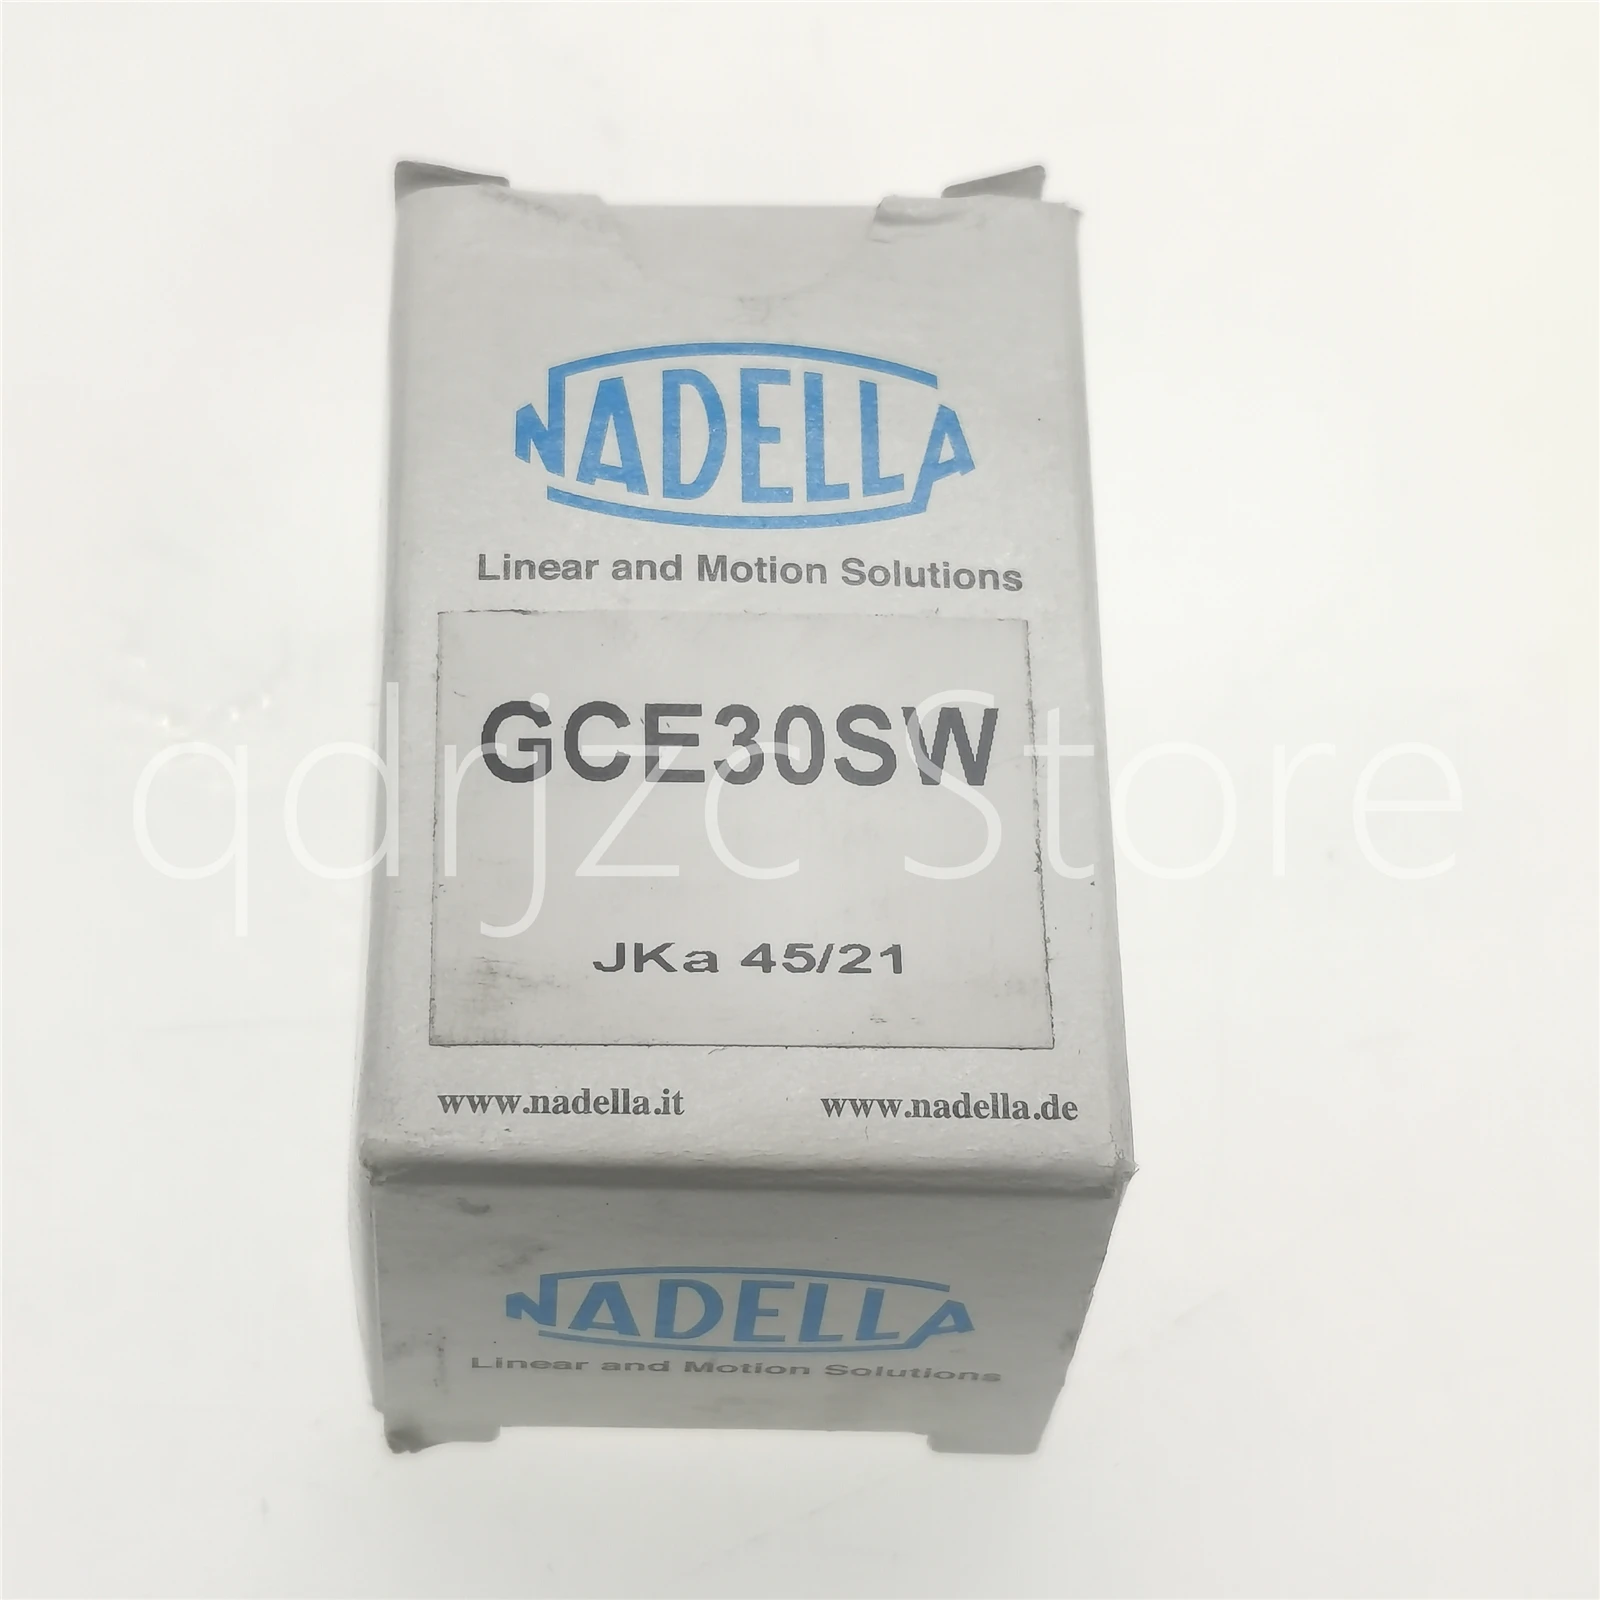 NADELLA
Linear and Motion Solutions
GCE30SW
qdrjzc Store
JKa 45/21
www.nadella.it www.nadella.de
NADELLA
Linear and Motion Solutions